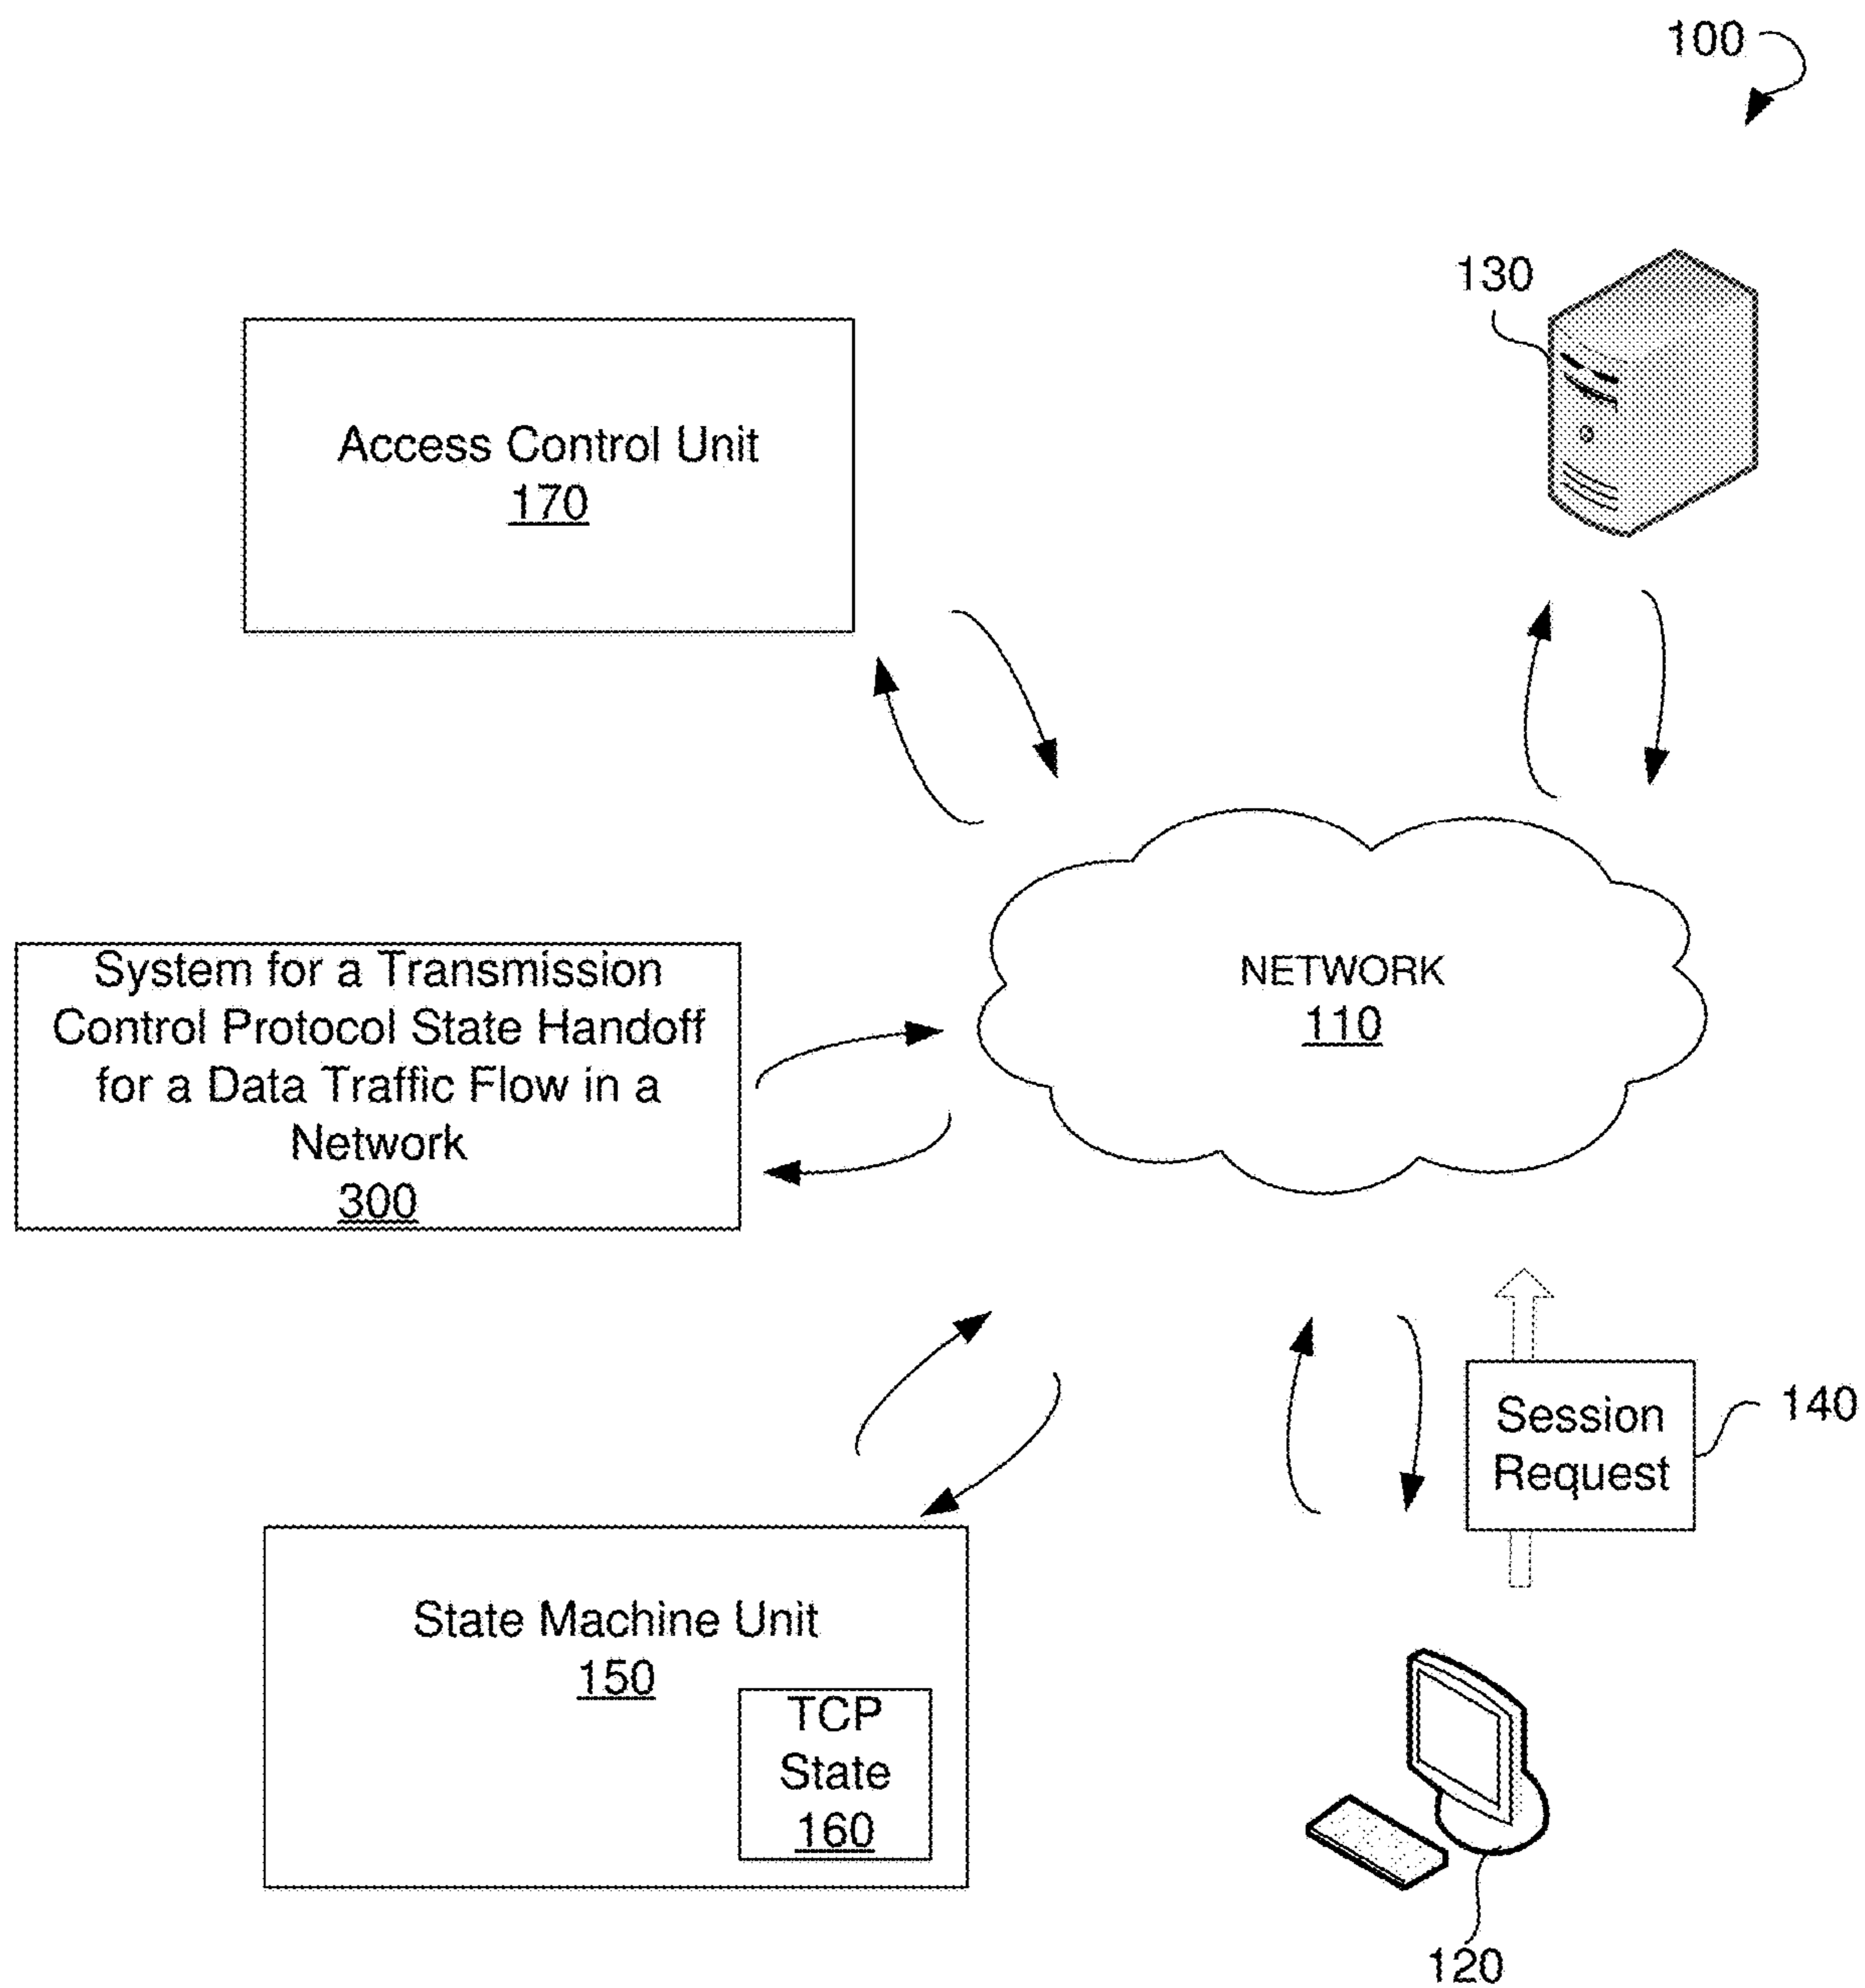 100
130
Access Control Unit
170
System for a Transmission
Control Protocol State Handoff
for a Data Traffic Flow in a
Network
300
NETWORK
110
Session
Request
140
State Machine Unit
150
TCP
State
160
120